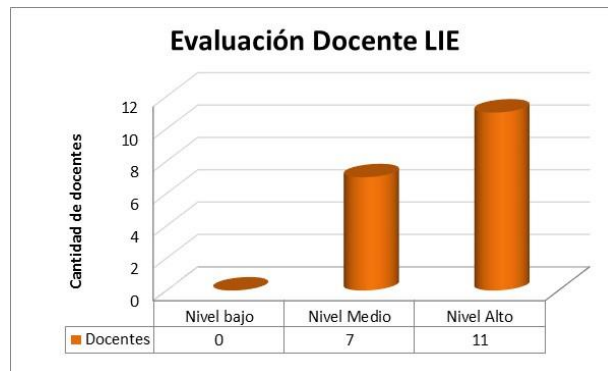 Evaluación Docente LIE
Cantidad de docentes
12
10
8
6
4
2
0
Nivel bajo Nivel Medio Nivel Alto
Docentes 0 7 11